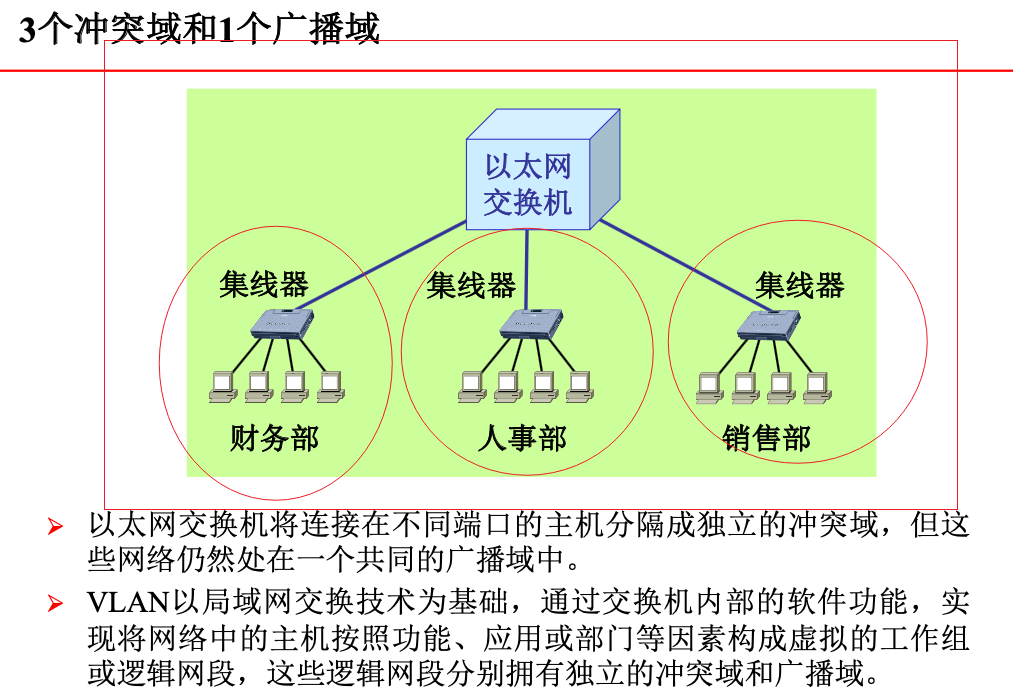 3个冲突域和1个广播域
以太网
交换机
集线器
集线器
集线器
财务部
人事部
销售部
以太网交换机将连接在不同端口的主机分隔成独立的冲突域，但这
些网络仍然处在一个共同的广播域中。
VLAN以局域网交换技术为基础，通过交换机内部的软件功能，实
现将网络中的主机按照功能、应用或部门等因素构成虚拟的工作组
或逻辑网段，这些逻辑网段分别拥有独立的冲突域和广播域。